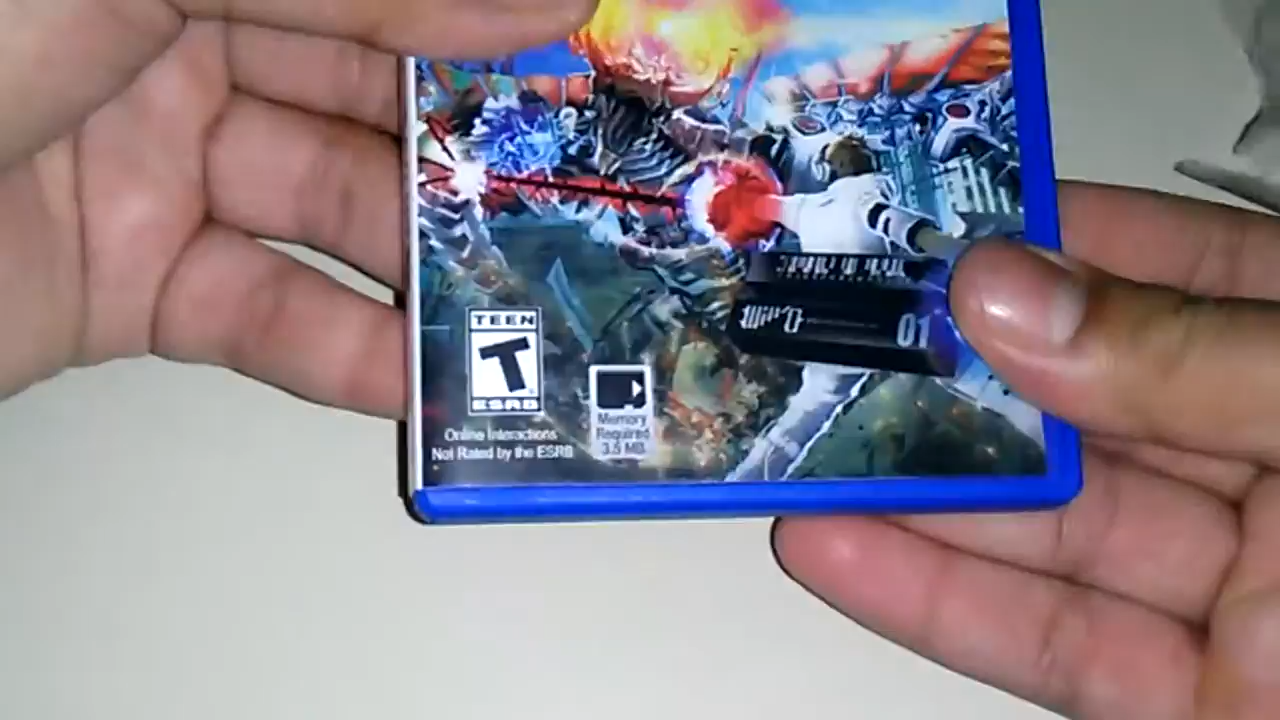 01
TEEN
T
ESRB
Online Interactions
Not Rated by the ESRB
Memory
Required
3.5 MB